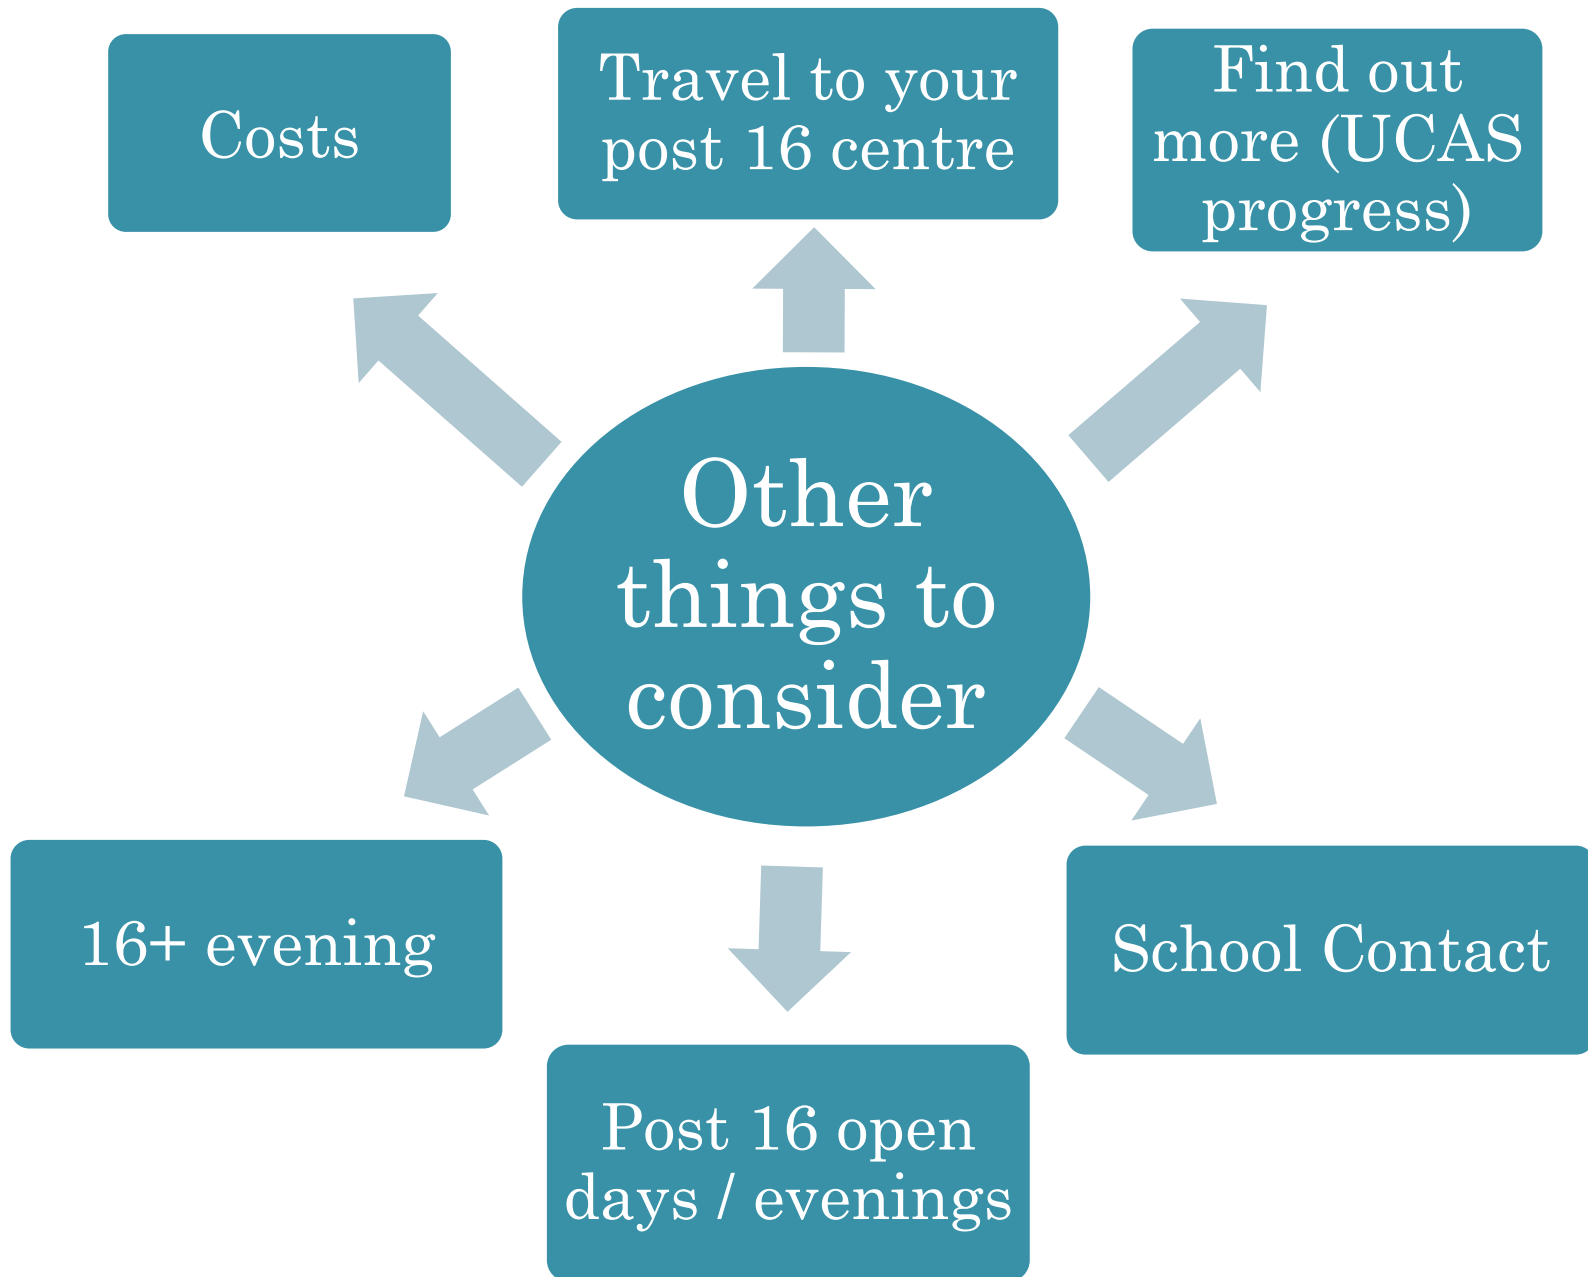 Costs
Travel to your
post 16 centre
Find out
more (UCAS
progress)
Other
things to
consider
16+ evening
School Contact
Post 16 open
days / evenings